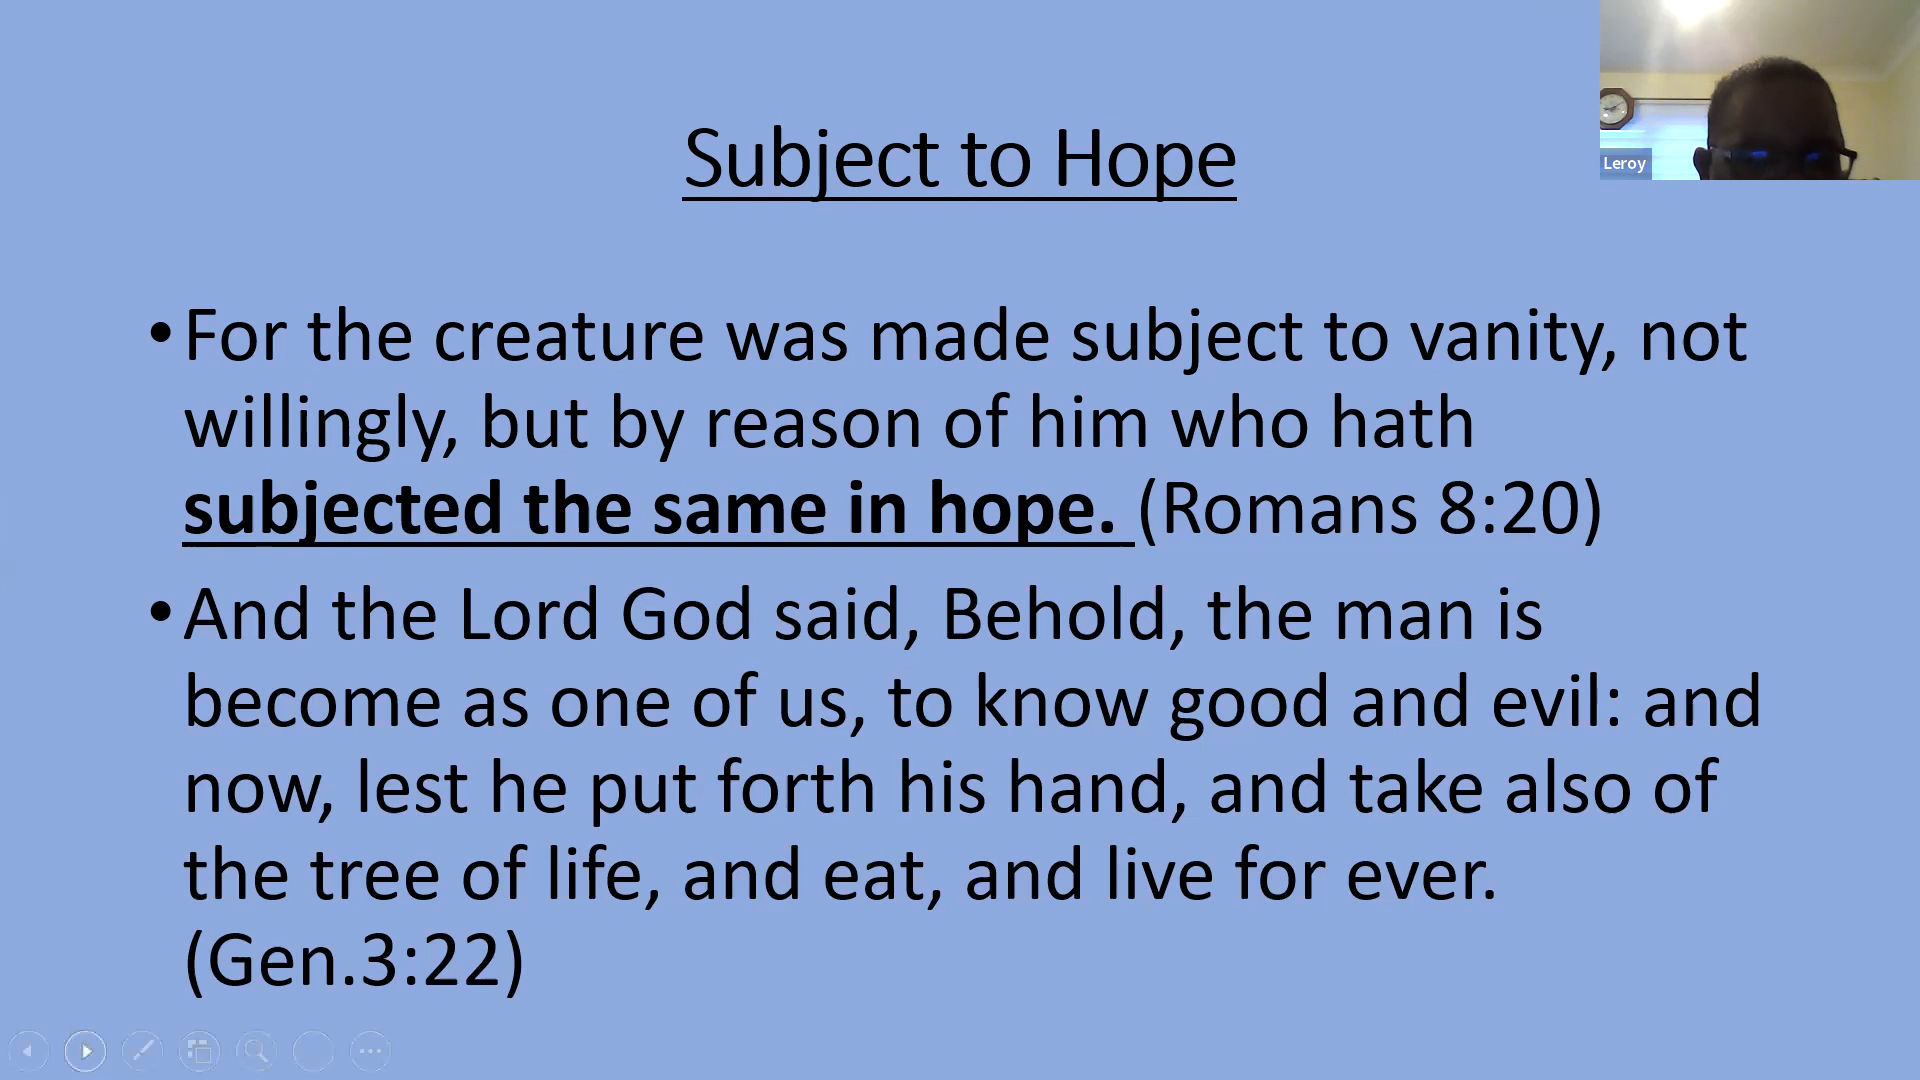 Subject to Hope
Leroy
•For the creature was made subject to vanity, not
willingly, but by reason of him who hath
subjected the same in hope. (Romans 8:20)
•And the Lord God said, Behold, the man is
become as one of us, to know good and evil: and
now, lest he put forth his hand, and take also of
the tree of life, and eat, and live for ever.
(Gen.3:22)